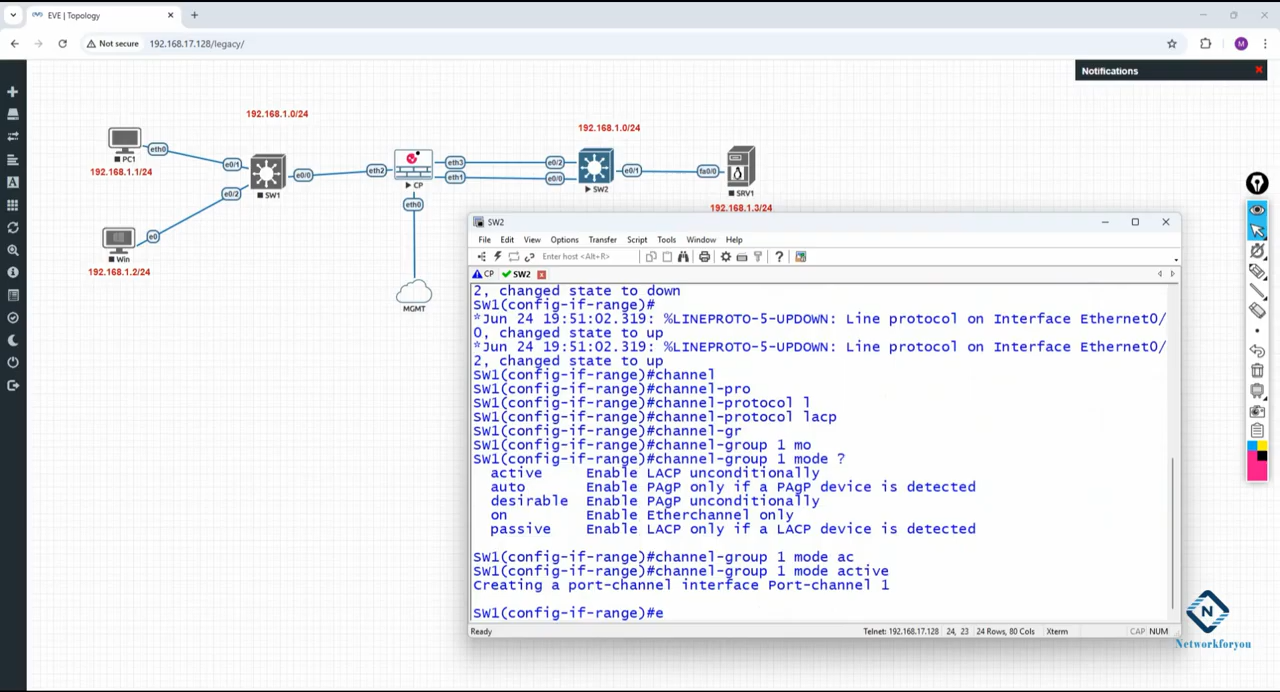 EVE | Topology
Not secure
192.168.17.128/legacy/
M
Notifications
192.168.1.0/24
192.168.1.0/24
PC1
eth0
192.168.1.1/24
e0/1
e0/0
e0/2
SW1
eth2
CP
eth3
eth1
eth0
e0/2
e0/0
e0/1
SW2
fa0/0
SRV1
192.168.1.3/24
e0
Win
192.168.1.2/24
MGMT
SW2
File Edit View Options Transfer Script Tools Window Help
Enter host <Alt+R>
CP
SW2
2, changed state to down
SW1(config-if-range)#
*Jun 24 19:51:02.319: %LINEPROTO-5-UPDOWN: Line protocol on Interface Ethernet0/
0, changed state to up
*Jun 24 19:51:02.319: %LINEPROTO-5-UPDOWN: Line protocol on Interface Ethernet0/
2, changed state to up
SW1(config-if-range)#channel
SW1(config-if-range)#channel-pro
SW1(config-if-range)#channel-protocol l
SW1(config-if-range)#channel-protocol lacp
SW1(config-if-range)#channel-gr
SW1(config-if-range)#channel-group 1 mo
SW1(config-if-range)#channel-group 1 mode ?
active Enable LACP unconditionally
auto Enable PAgP only if a PAgP device is detected
desirable Enable PAgP unconditionally
on Enable Etherchannel only
passive Enable LACP only if a LACP device is detected
SW1(config-if-range)#channel-group 1 mode ac
SW1(config-if-range)#channel-group 1 mode active
Creating a port-channel interface Port-channel 1
SW1(config-if-range)#e
Ready
Telnet: 192.168.17.128
24, 23
24 Rows, 80 Cols
Xterm
CAP NUM
N
Networkforyou